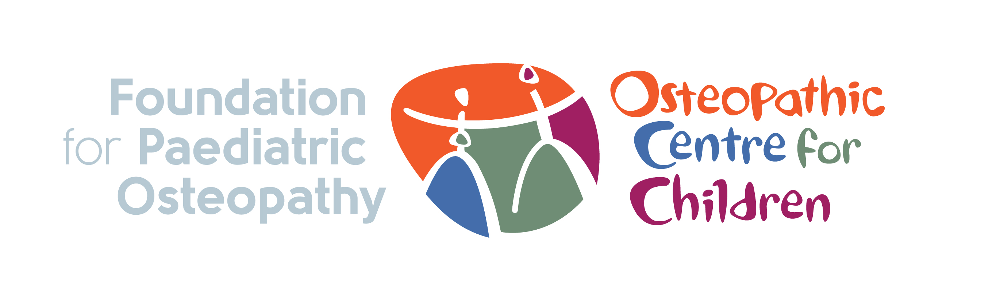 Foundation
for Paediatric
Osteopathy
Osteopathic
Centre for
Children